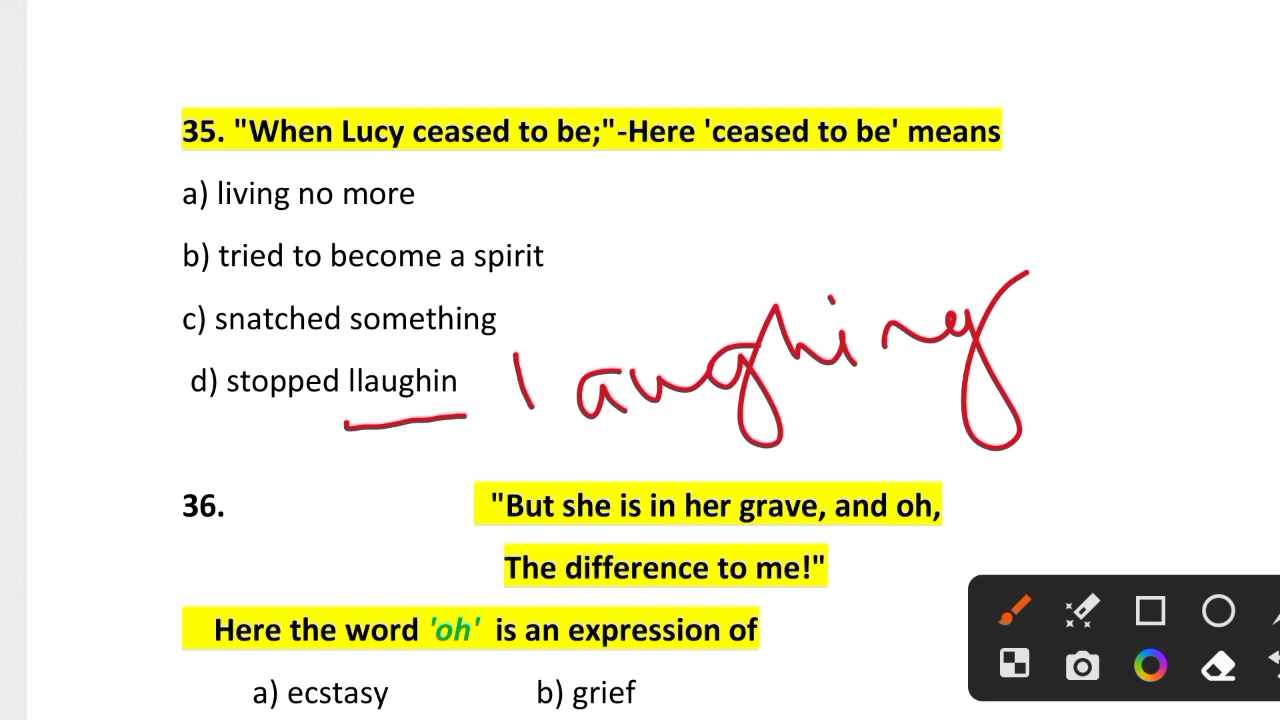 35. "When Lucy ceased to be;"-Here 'ceased to be' means
a) living no more
b) tried to become a spirit
c) snatched something
d) stopped llaughin laughing
36. "But she is in her grave, and oh,
The difference to me!"
Here the word 'oh' is an expression of
a) ecstasy b) grief